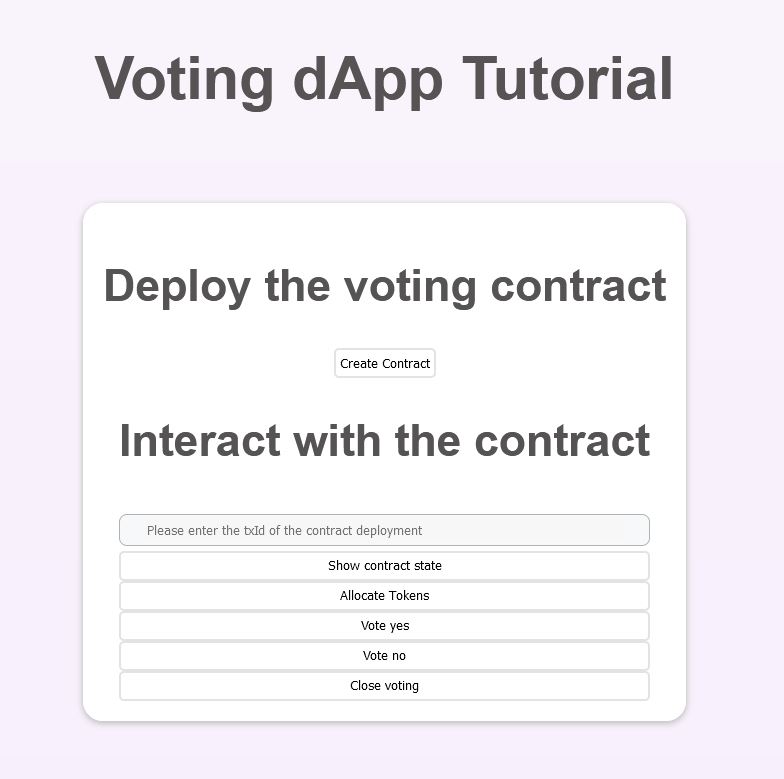 Voting dApp Tutorial
Deploy the voting contract
Create Contract
Interact with the contract
Please enter the txId of the contract deployment
Show contract state
Allocate Tokens
Vote yes
Vote no
Close voting